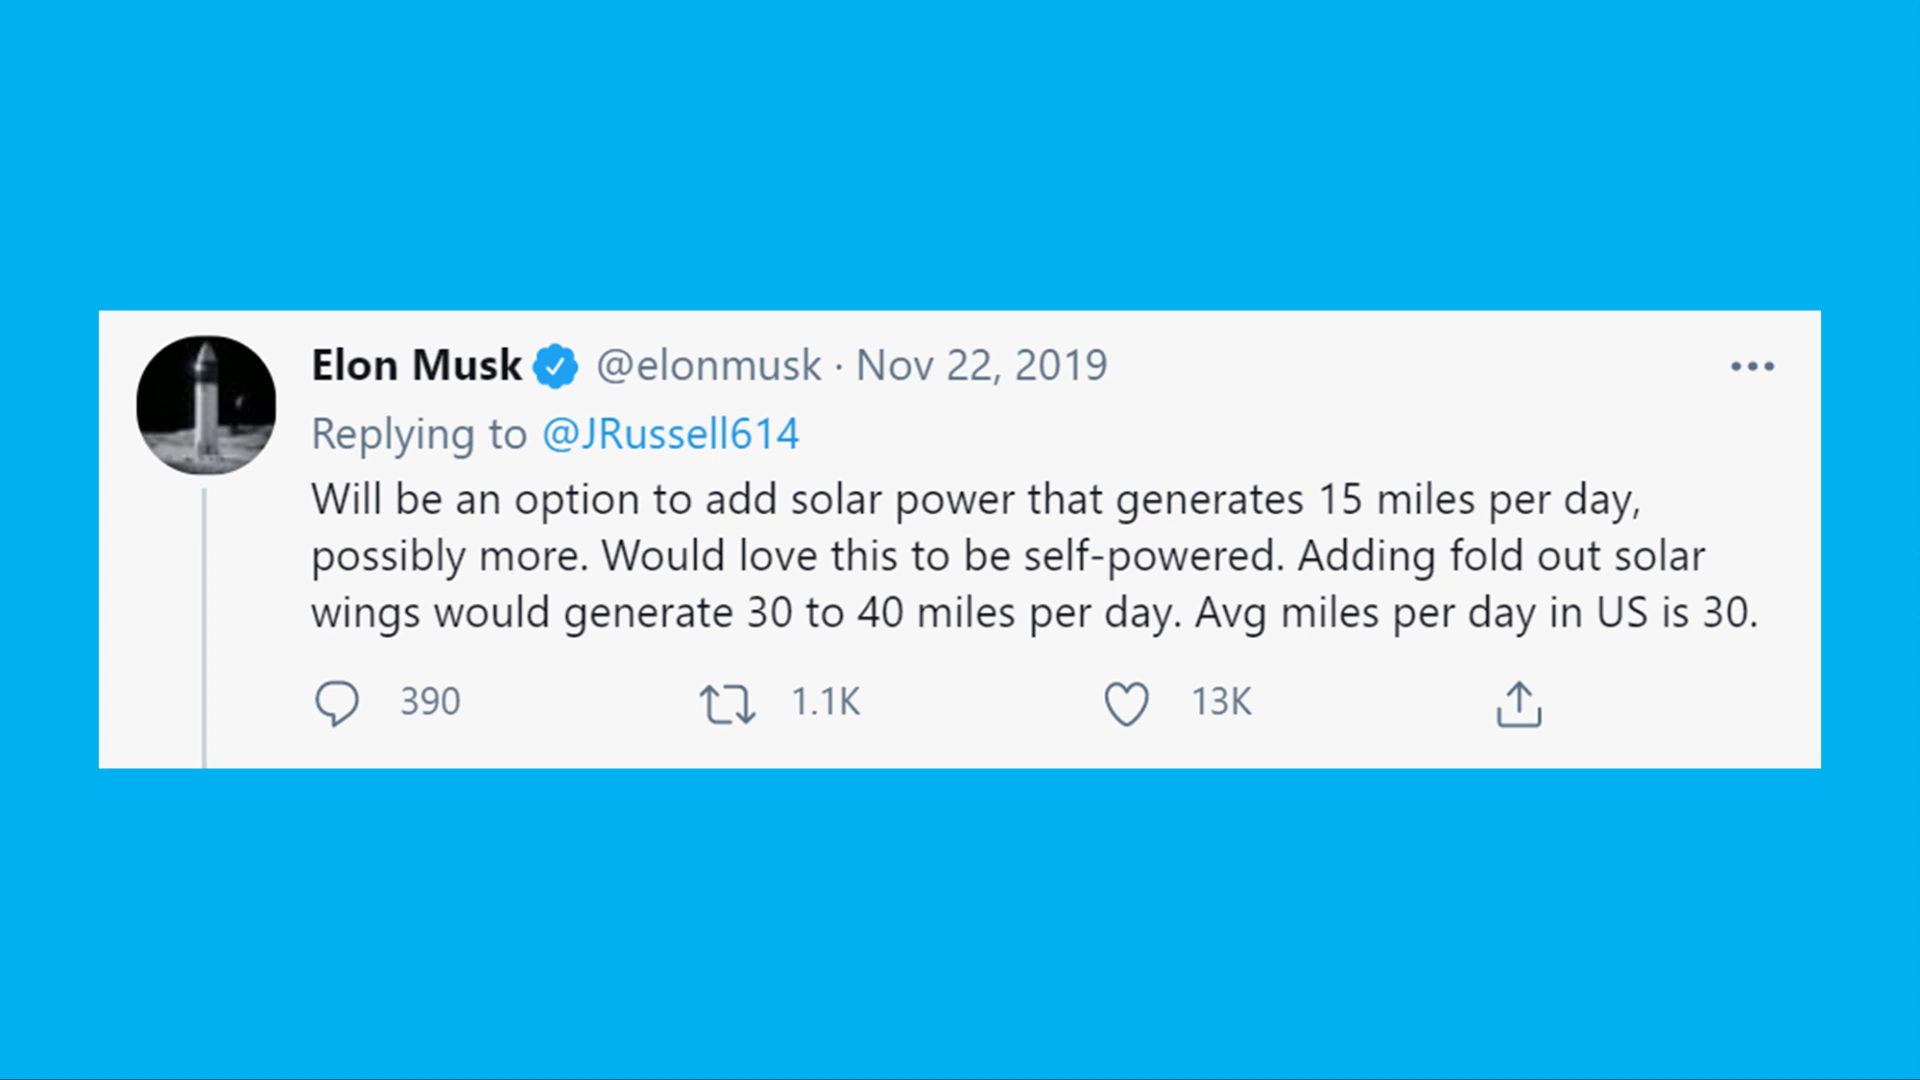 Elon Musk @elonmusk · Nov 22, 2019
Replying to @JRussell614
Will be an option to add solar power that generates 15 miles per day,
possibly more. Would love this to be self-powered. Adding fold out solar
wings would generate 30 to 40 miles per day. Avg miles per day in US is 30.
390 1.1K 13K